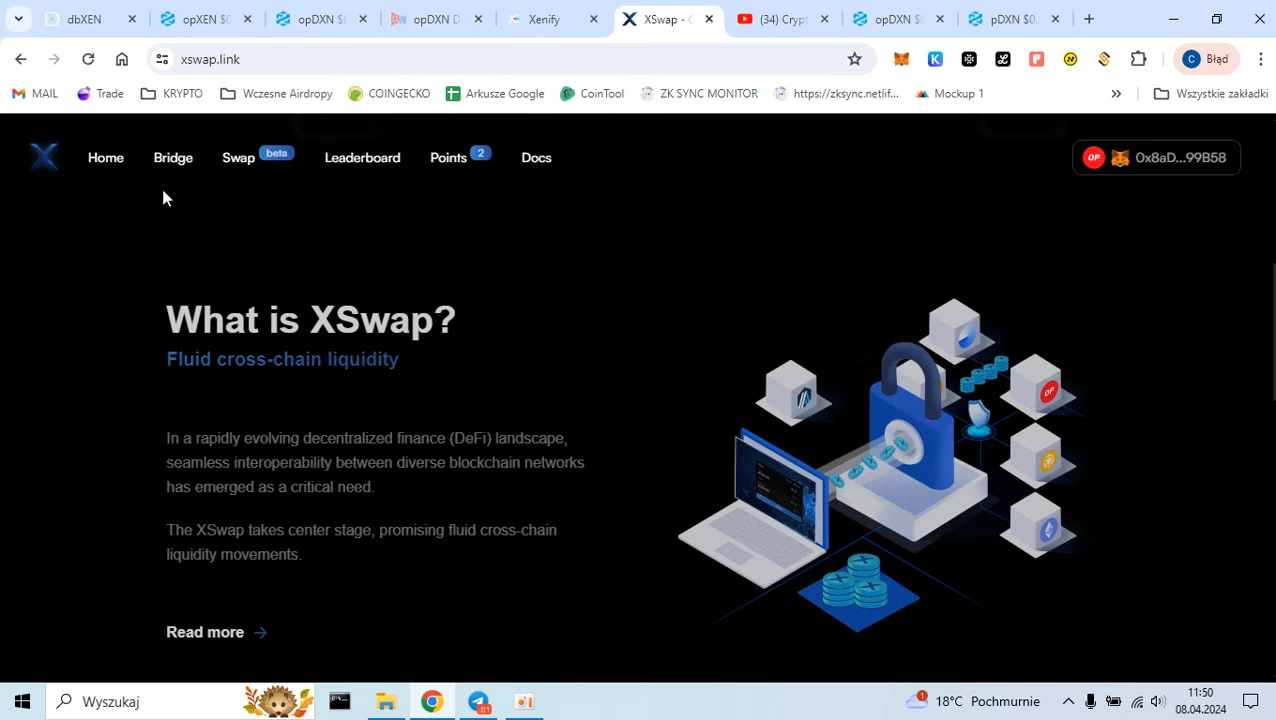 dbXEN
opXEN $0
opDXN $0.
opDXN D
Xenify
XSwap - C
(34) Cryp
opDXN $0
pDXN $0.
xswap.link
Błąd
MAIL
Trade
KRYPTO
Wczesne Airdropy
COINGECKO
Arkusze Google
CoinTool
ZK SYNC MONITOR
https://zksync.netlif...
Mockup 1
»
Wszystkie zakładki
Home
Bridge
Swap beta
Leaderboard
Points 2
Docs
OP
0x8aD...99B58
What is XSwap?
Fluid cross-chain liquidity
In a rapidly evolving decentralized finance (DeFi) landscape,
seamless interoperability between diverse blockchain networks
has emerged as a critical need.
The XSwap takes center stage, promising fluid cross-chain
liquidity movements.
Read more
OP
Wyszukaj
18°C Pochmurnie
11:50
08.04.2024